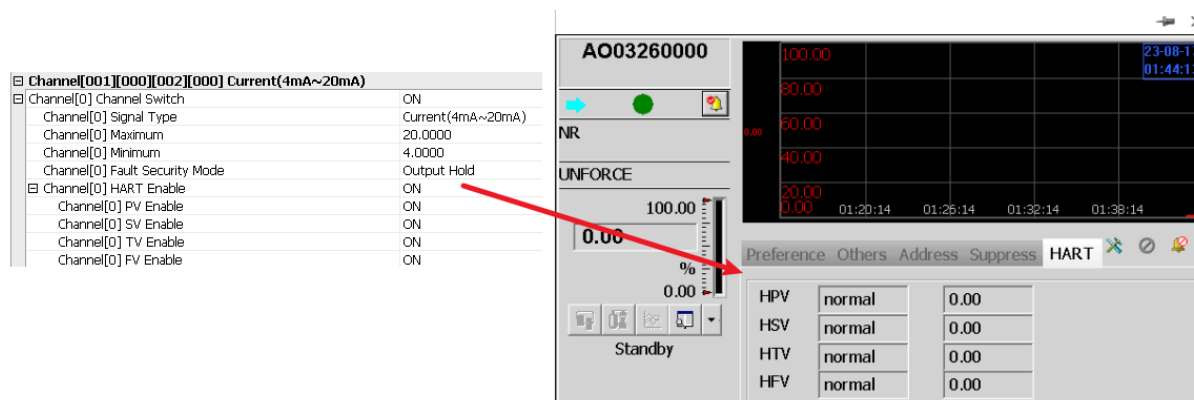 Channel[001][000][002][000] Current(4mA~20mA)
Channel[0] Channel Switch ON
Channel[0] Signal Type Current(4mA~20mA)
Channel[0] Maximum 20.0000
Channel[0] Minimum 4.0000
Channel[0] Fault Security Mode Output Hold
Channel[0] HART Enable ON
Channel[0] PV Enable ON
Channel[0] SV Enable ON
Channel[0] TV Enable ON
Channel[0] FV Enable ON
AO03260000
NR
UNFORCE
100.00
0.00
%
0.00
Standby
100.00
80.00
60.00
40.00
20.00
0.00
0.00
01:20:14 01:26:14 01:32:14 01:38:14
Preference Others Address Suppress HART
HPV normal 0.00
HSV normal 0.00
HTV normal 0.00
HFV normal 0.00